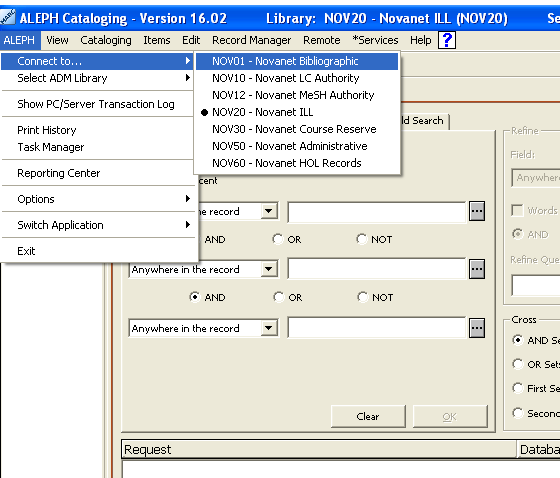 ALEPH Cataloging - Version 16.02 Library: NOV20 - Novanet ILL (NOV20) Se
ALEPH View Cataloging Items Edit Record Manager Remote *Services Help ?
Connect to...
Select ADM Library
Show PC/Server Transaction Log
Print History
Task Manager
Reporting Center
Options
Switch Application
Exit
NOV01 - Novanet Bibliographic
NOV10 - Novanet LC Authority
NOV12 - Novanet MeSH Authority
NOV20 - Novanet ILL
NOV30 - Novanet Course Reserve
NOV50 - Novanet Administrative
NOV60 - Novanet HOL Records
ld Search
cent
re in the record
AND OR NOT
Anywhere in the record
AND OR NOT
Anywhere in the record
Clear OK
Refine
Field:
Anywher
Words
AND
Refine Que
Cross
AND Se
OR Sets
First Se
Second
Request Databa